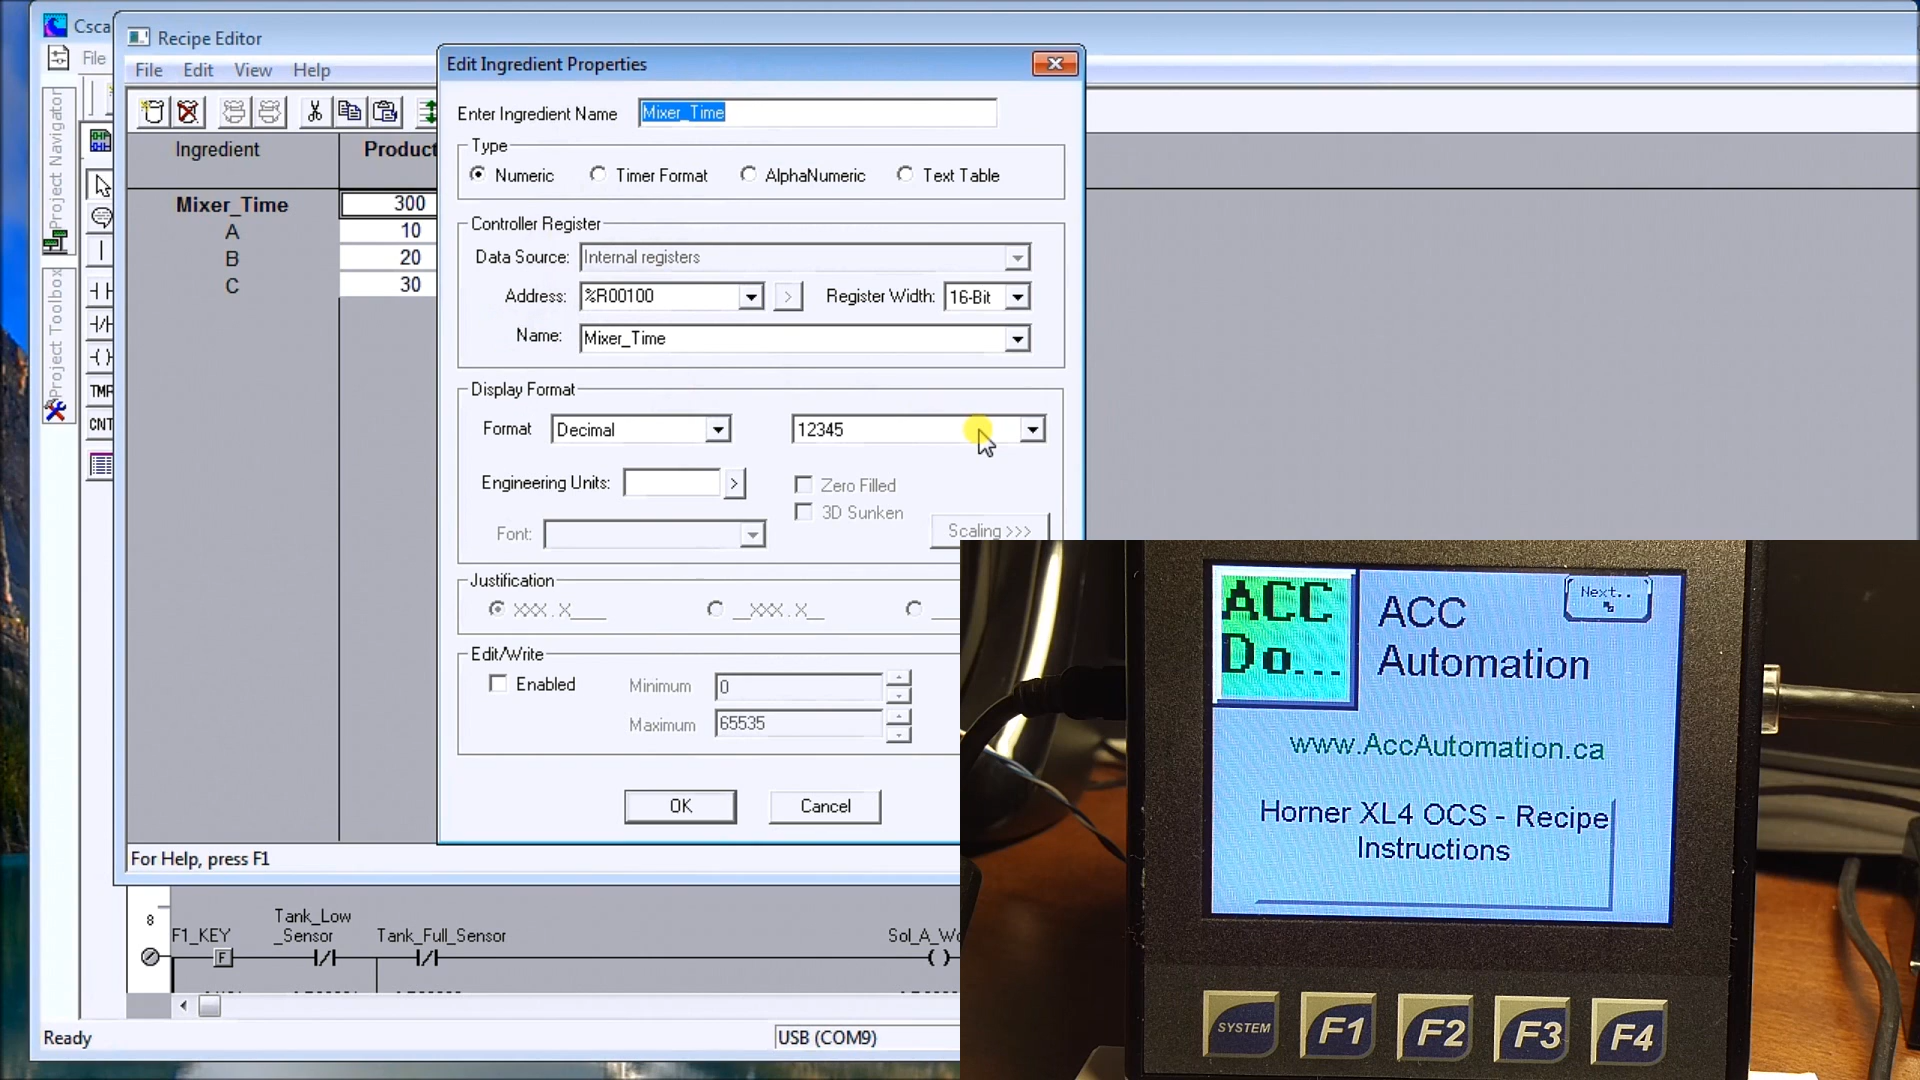 Csca
File
Project Navigator
Project Toolbox
TMR
CNT
Recipe Editor
File Edit View Help
Ingredient Product
Mixer_Time 300
A 10
B 20
C 30
For Help, press F1
Edit Ingredient Properties
Enter Ingredient Name Mixer_Time
Type
Numeric Timer Format AlphaNumeric Text Table
Controller Register
Data Source: Internal registers
Address: %R00100 > Register Width: 16-Bit
Name: Mixer_Time
Display Format
Format Decimal 12345
Engineering Units: > Zero Filled
3D Sunken
Font: Scaling >>>
Justification
XXX.X____ __XXX.X__
Edit/Write
Enabled Minimum 0
Maximum 65535
OK Cancel
8
Tank_Low
F1_KEY _Sensor Tank_Full_Sensor Sol_A_Wo
F
Ready USB (COM9)
ACC
Do...
ACC
Automation
Next..
www.AccAutomation.ca
Horner XL4 OCS - Recipe
Instructions
SYSTEM F1 F2 F3 F4